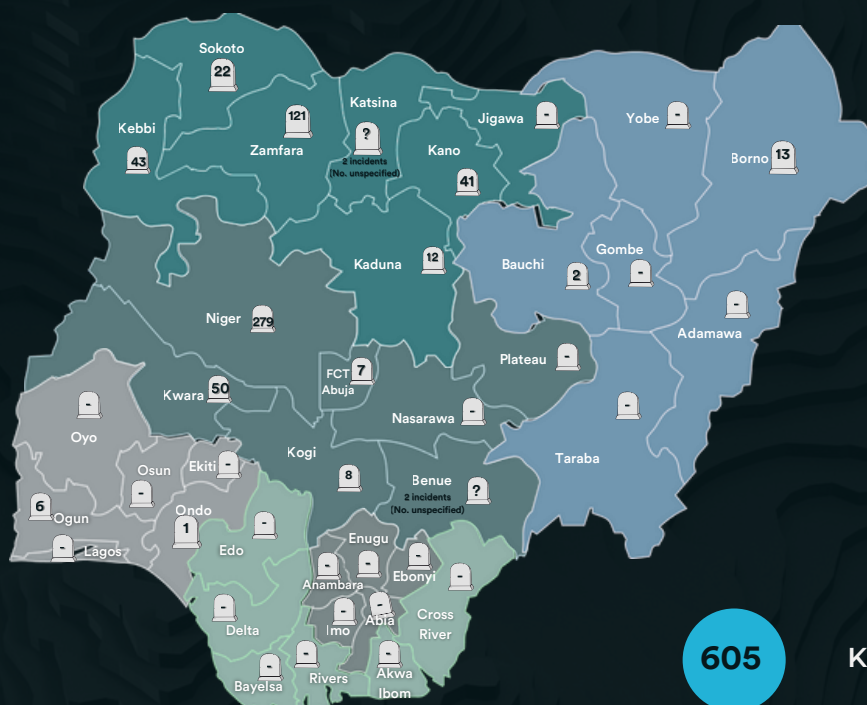 Sokoto
22
Katsina
?
2 incidents
(No. unspecified)
Kebbi
43
121
Zamfara
Kano
41
Jigawa
-
Yobe
-
Borno
13
Kaduna
12
Bauchi
2
Gombe
-
Adamawa
-
Niger
279
Plateau
-
FCT
Abuja
7
Kwara
50
Nasarawa
-
Taraba
-
-
Oyo
Kogi
8
Benue
2 incidents
(No. unspecified)
?
Osun
-
Ekiti
-
Ondo
1
6
Ogun
-
Lagos
Edo
-
Enugu
-
-
Anambara
-
Ebonyi
-
Imo
-
Abia
-
Cross
River
-
Delta
-
Bayelsa
-
Rivers
-
Akwa
Ibom
605
K